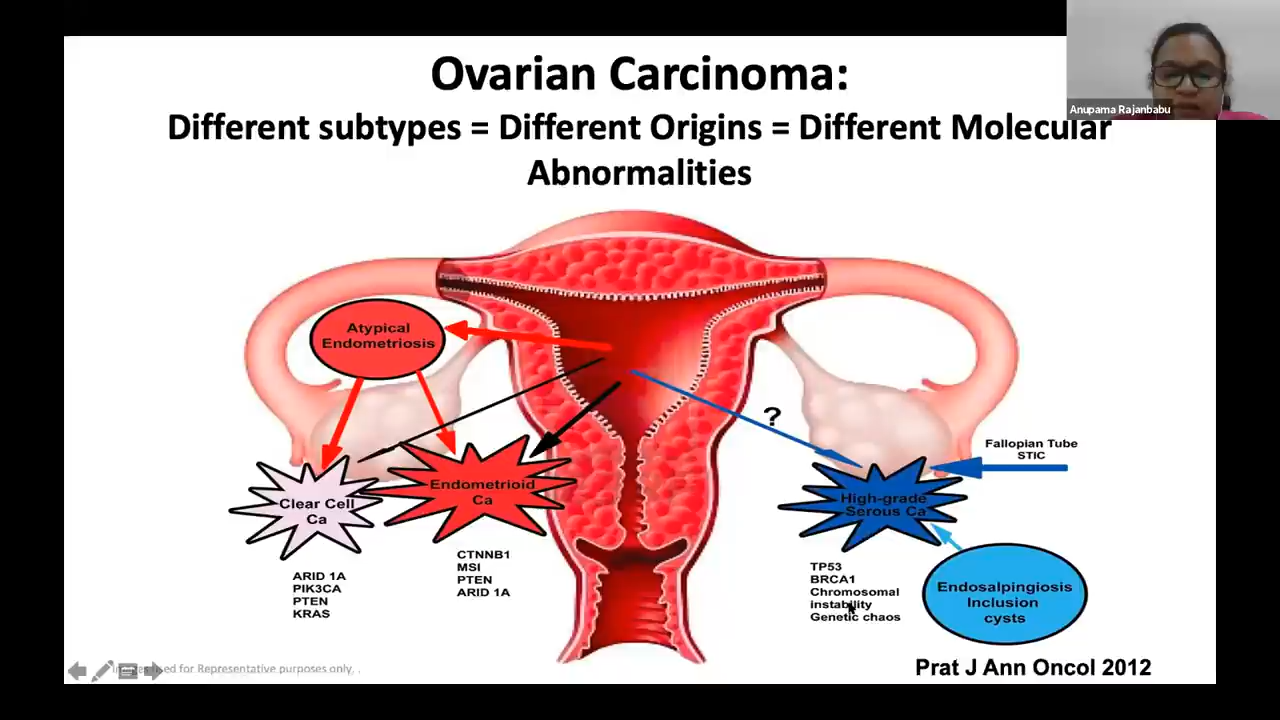 Ovarian Carcinoma:
Different subtypes = Different Origins = Different Molecular
Abnormalities
Anupama Rajanbabu
Atypical
Endometriosis
?
Fallopian Tube
STIC
Clear Cell
Ca
Endometrioid
Ca
High-grade
Serous Ca
ARID 1A
PIK3CA
PTEN
KRAS
CTNNB1
MSI
PTEN
ARID 1A
TP53
BRCA1
Chromosomal
instability
Genetic chaos
Endosalpingiosis
Inclusion
cysts
Images used for Representative purposes only, .
Prat J Ann Oncol 2012